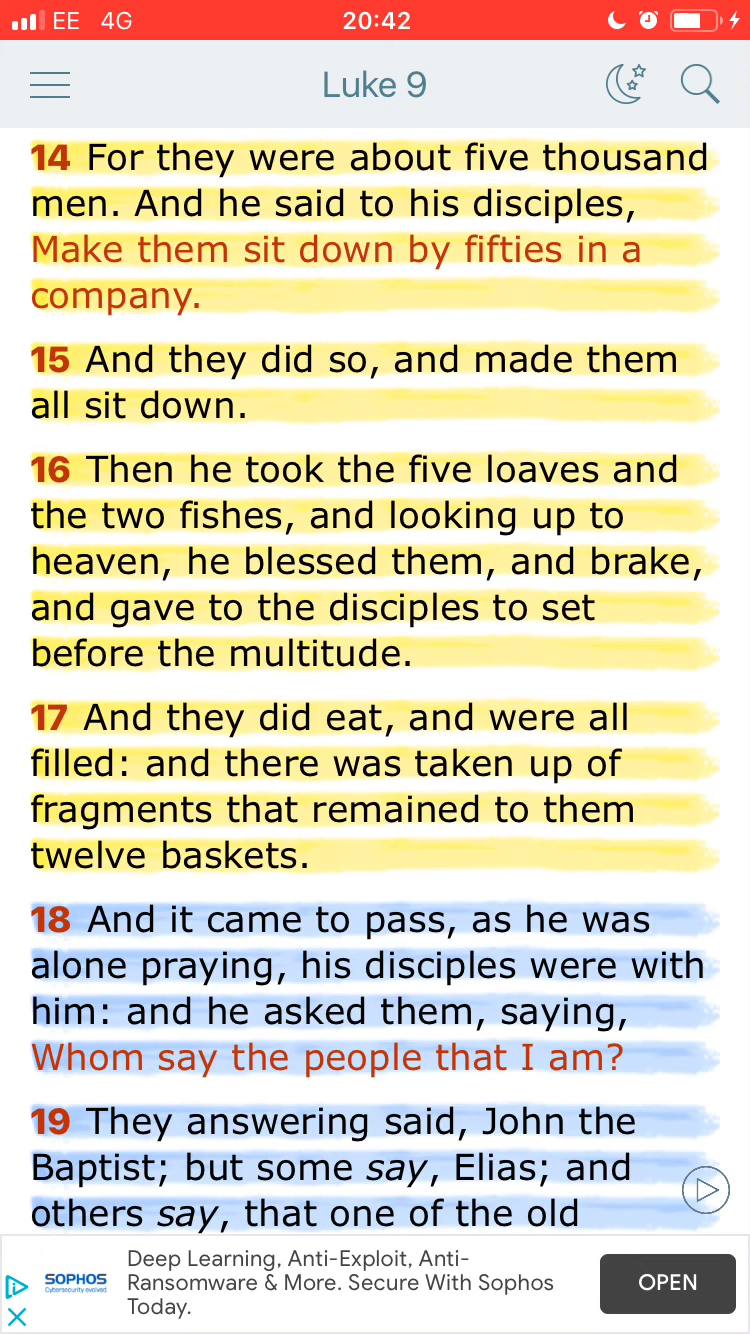 EE 4G 20:42
Luke 9
14 For they were about five thousand
men. And he said to his disciples,
Make them sit down by fifties in a
company.
15 And they did so, and made them
all sit down.
16 Then he took the five loaves and
the two fishes, and looking up to
heaven, he blessed them, and brake,
and gave to the disciples to set
before the multitude.
17 And they did eat, and were all
filled: and there was taken up of
fragments that remained to them
twelve baskets.
18 And it came to pass, as he was
alone praying, his disciples were with
him: and he asked them, saying,
Whom say the people that I am?
19 They answering said, John the
Baptist; but some say, Elias; and
others say, that one of the old
SOPHOS
Cybersecurity evolved.
Deep Learning, Anti-Exploit, Anti-
Ransomware & More. Secure With Sophos
Today.
OPEN